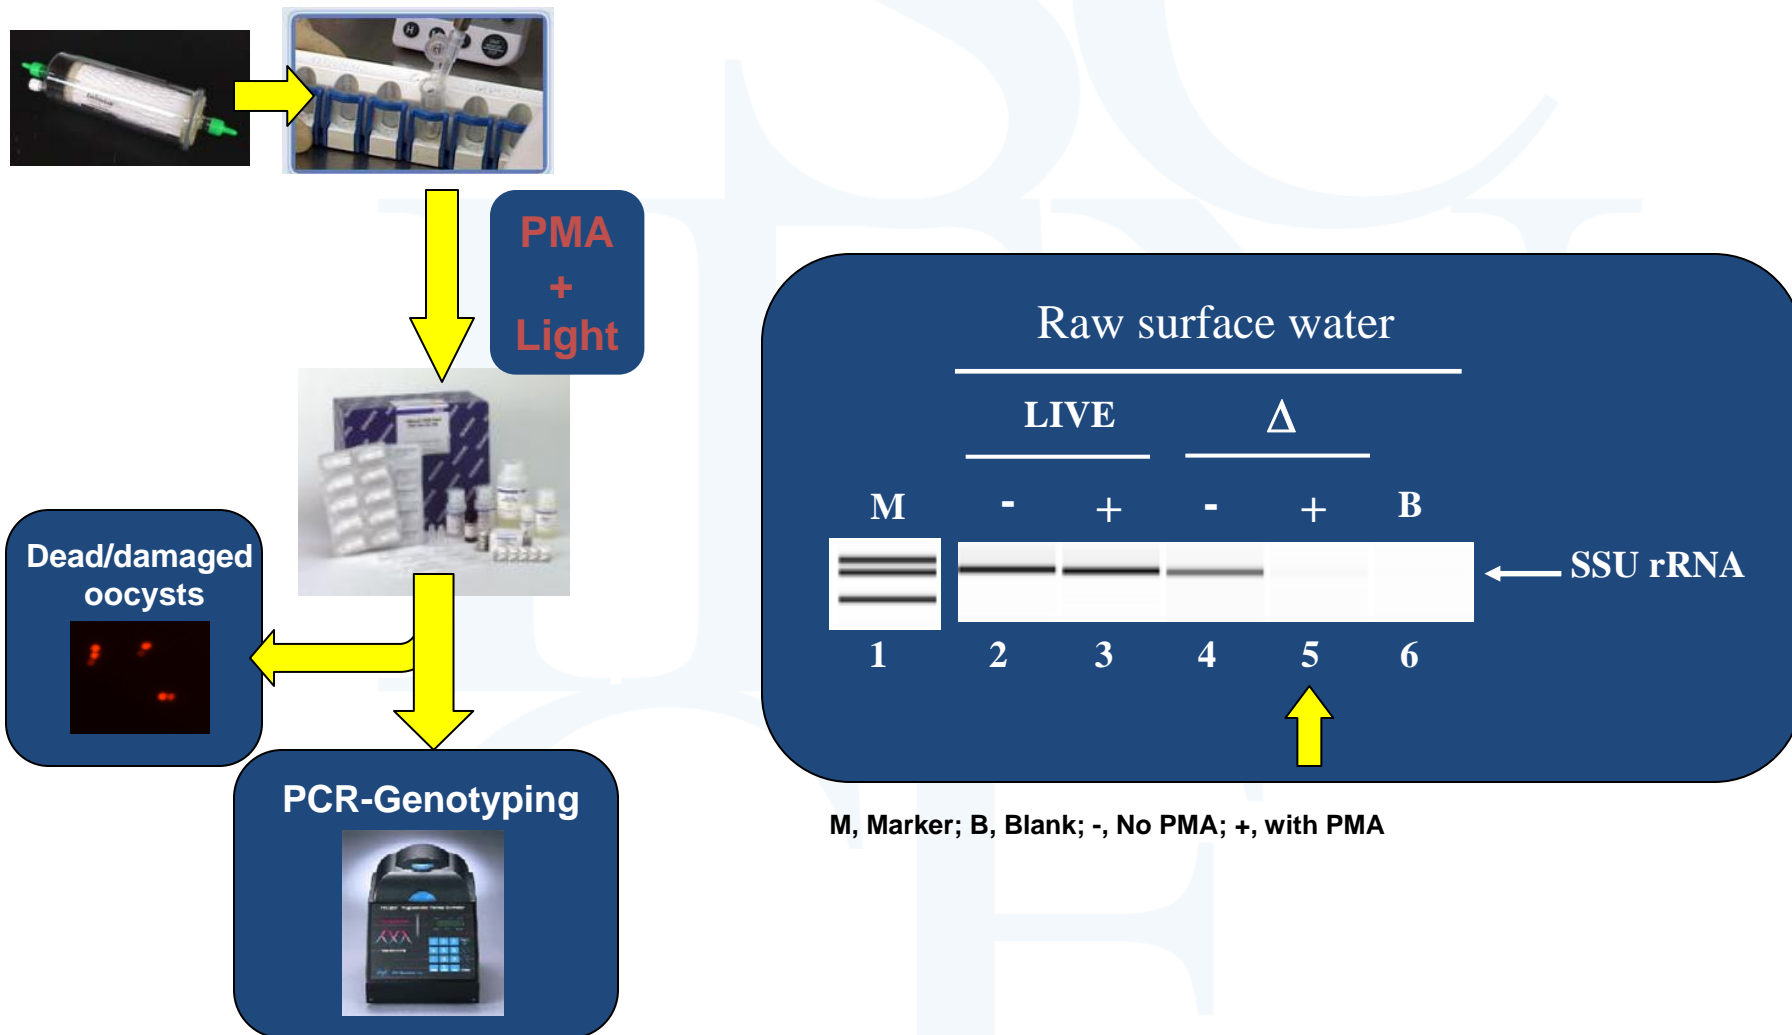 PMA
+
Light
Dead/damaged
oocysts
PCR-Genotyping
Raw surface water
LIVE Δ
M - + - + B
SSU rRNA
1 2 3 4 5 6
M, Marker; B, Blank; -, No PMA; +, with PMA